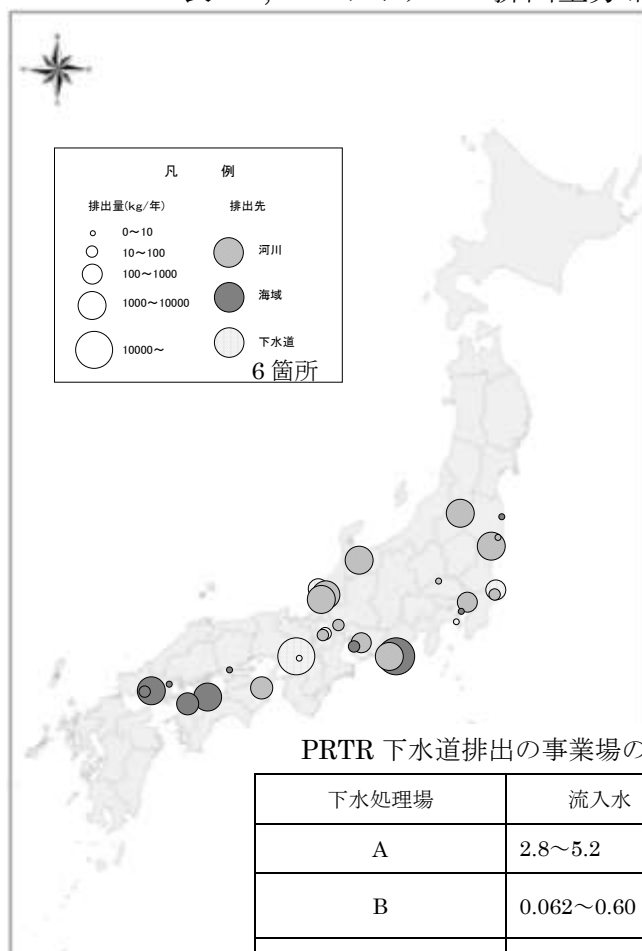 凡 例
排出量(kg/年) 排出先
0～10
10～100
100～1000
1000～10000
10000～
河川
海域
下水道
6 箇所
PRTR 下水道排出の事業場の
下水処理場 流入水
A 2.8～5.2
B 0.062～0.60